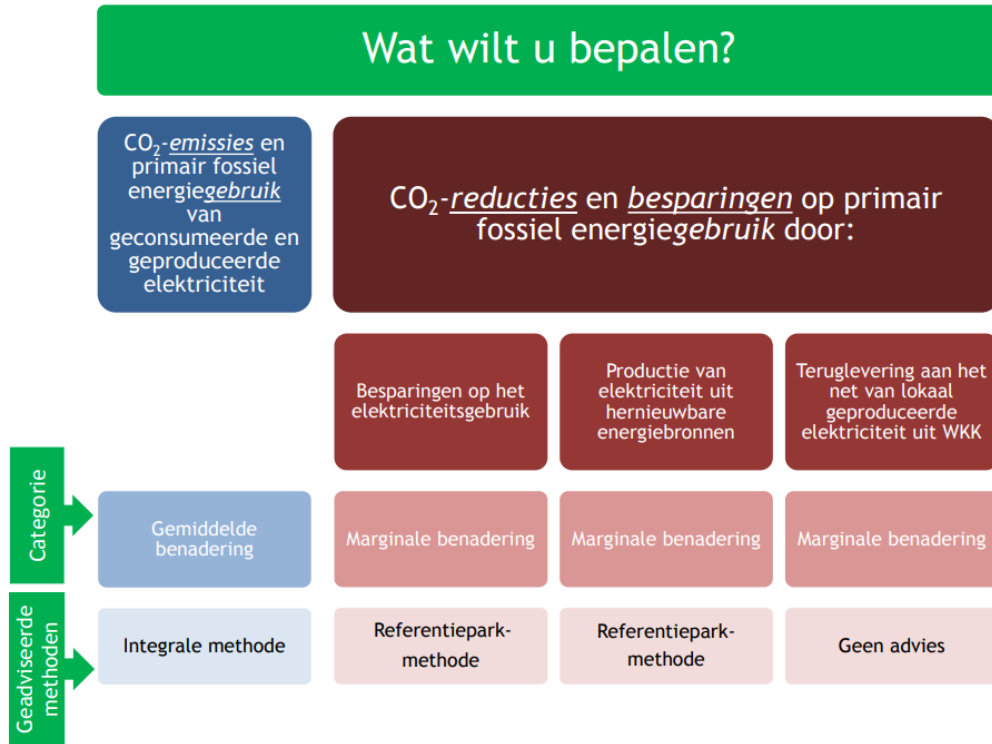 Wat wilt u bepalen?
CO₂-emissies en
primair fossiel
energiegebruik
van
geconsumeerde en
geproduceerde
elektriciteit
CO₂-reducties en besparingen op primair
fossiel energiegebruik door:
Besparingen op het
elektriciteitsgebruik
Productie van
elektriciteit uit
hernieuwbare
energiebronnen
Teruglevering aan het
net van lokaal
geproduceerde
elektriciteit uit WKK
Categorie
Gemiddelde
benadering
Marginale benadering
Marginale benadering
Marginale benadering
Geadviseerde
methoden
Integrale methode
Referentiepark-
methode
Referentiepark-
methode
Geen advies